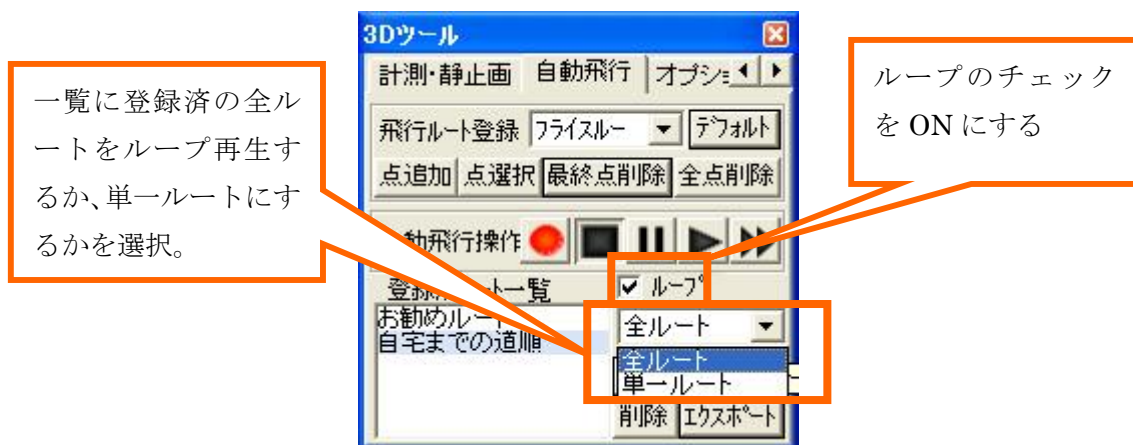 一覧に登録済の全ル
ートをループ再生す
るか、単一ルートにす
るかを選択。
3Dツール
計測・静止画 自動飛行 オプショ
飛行ルート登録 フライスルー デフォルト
点追加 点選択 最終点削除 全点削除
動飛行操作
登録 ート一覧 ループ
お勧めルート
自宅までの道順
全ルート
全ルート
単一ルート
削除 エクスポート
ループのチェック
を ON にする